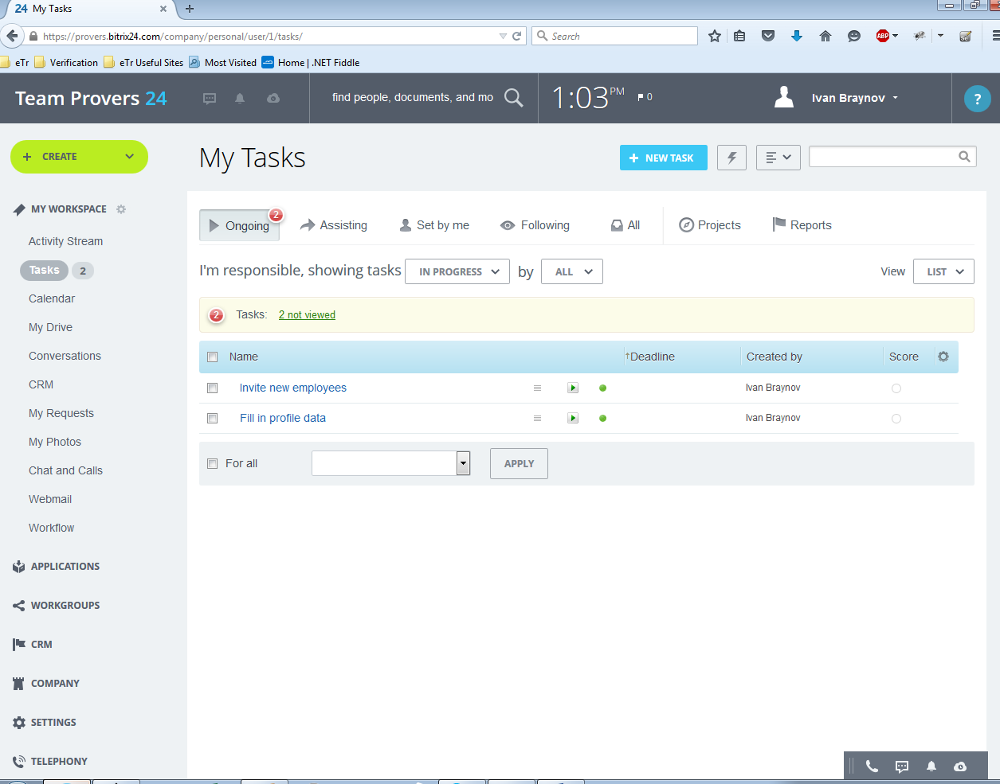 24 My Tasks
https://provers.bitrix24.com/company/personal/user/1/tasks/
Search
ABP
eTr
Verification
eTr Useful Sites
Most Visited
Home | .NET Fiddle
Team Provers 24
find people, documents, and mo
1:03 PM
0
Ivan Braynov
?
+ CREATE
My Tasks
+ NEW TASK
MY WORKSPACE
Activity Stream
Tasks 2
Calendar
My Drive
Conversations
CRM
My Requests
My Photos
Chat and Calls
Webmail
Workflow
APPLICATIONS
WORKGROUPS
CRM
COMPANY
SETTINGS
TELEPHONY
Ongoing 2
Assisting
Set by me
Following
All
Projects
Reports
I'm responsible, showing tasks IN PROGRESS by ALL
View LIST
2 Tasks: 2 not viewed
Name ↑Deadline Created by Score
Invite new employees Ivan Braynov
Fill in profile data Ivan Braynov
For all APPLY